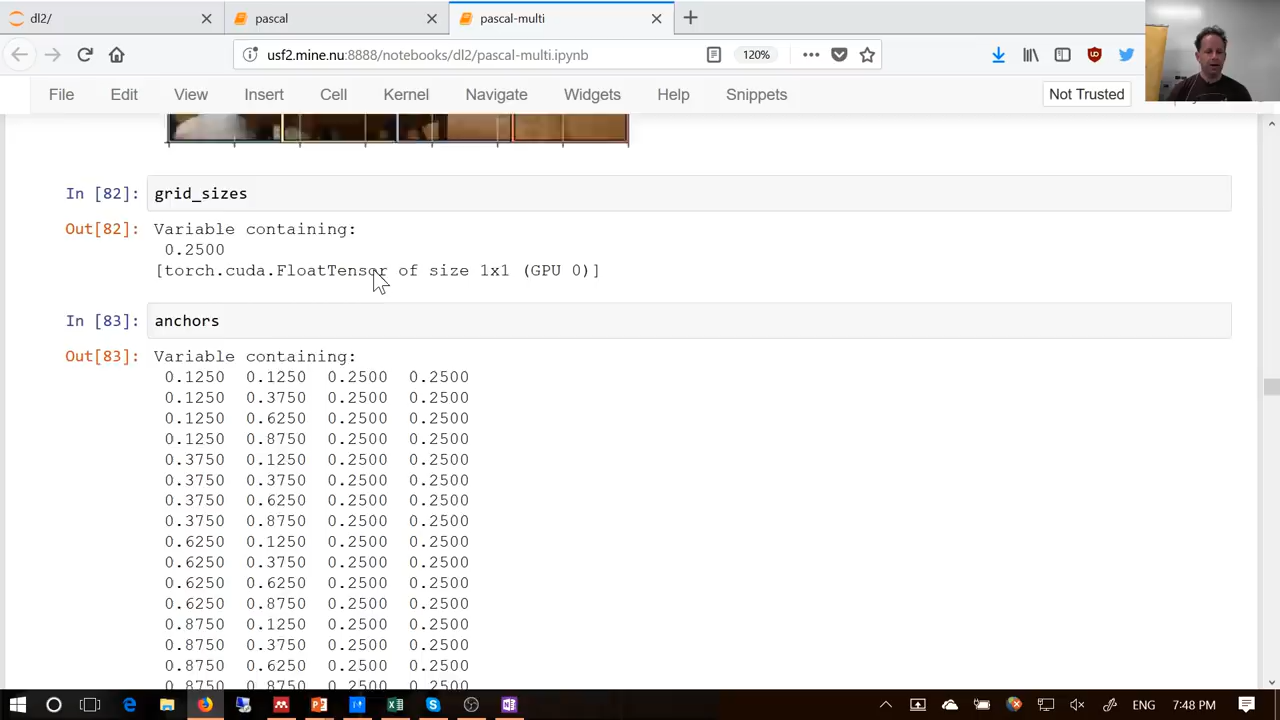 dl2/
pascal
pascal-multi
usf2.mine.nu:8888/notebooks/dl2/pascal-multi.ipynb
120%
File Edit View Insert Cell Kernel Navigate Widgets Help Snippets
Not Trusted
In [82]: grid_sizes
Out[82]: Variable containing:
0.2500
[torch.cuda.FloatTensor of size 1x1 (GPU 0)]
In [83]: anchors
Out[83]: Variable containing:
0.1250 0.1250 0.2500 0.2500
0.1250 0.3750 0.2500 0.2500
0.1250 0.6250 0.2500 0.2500
0.1250 0.8750 0.2500 0.2500
0.3750 0.1250 0.2500 0.2500
0.3750 0.3750 0.2500 0.2500
0.3750 0.6250 0.2500 0.2500
0.3750 0.8750 0.2500 0.2500
0.6250 0.1250 0.2500 0.2500
0.6250 0.3750 0.2500 0.2500
0.6250 0.6250 0.2500 0.2500
0.6250 0.8750 0.2500 0.2500
0.8750 0.1250 0.2500 0.2500
0.8750 0.3750 0.2500 0.2500
0.8750 0.6250 0.2500 0.2500
0.8750 0.8750 0.2500 0.2500
ENG 7:48 PM